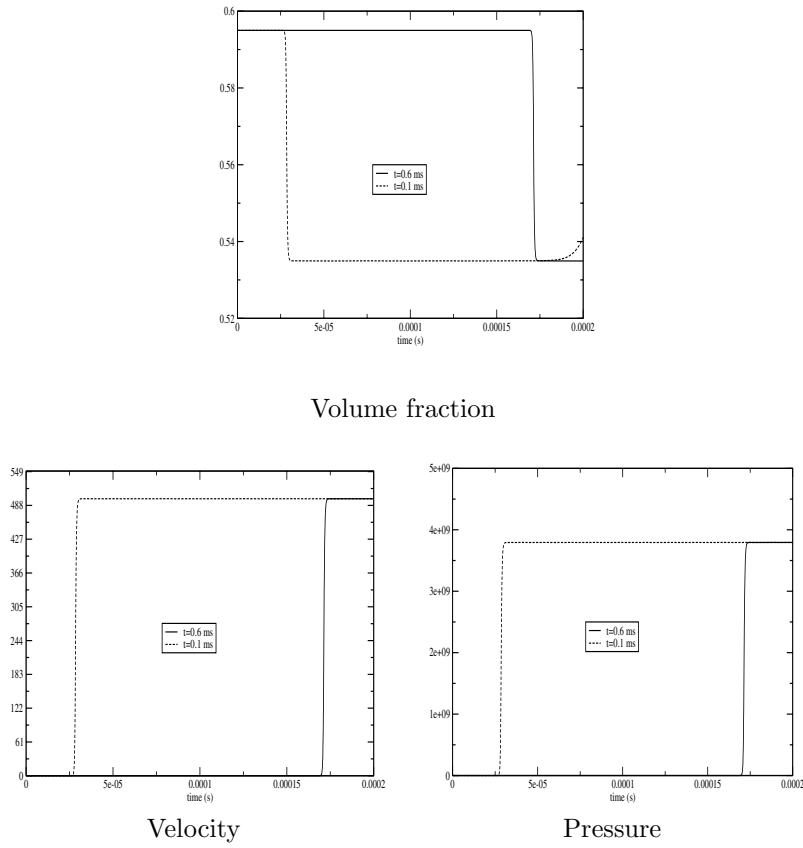 0.6
0.58
0.56
0.54
0.52
t=0.6 ms
t=0.1 ms
0 5e-05 0.0001 0.00015 0.0002
time (s)
Volume fraction
549
488
427
366
305
244
183
122
61
0
t=0.6 ms
t=0.1 ms
0 5e-05 0.0001 0.00015 0.0002
time (s)
Velocity
5e+09
4e+09
3e+09
2e+09
1e+09
0
t=0.6 ms
t=0.1 ms
0 5e-05 0.0001 0.00015 0.0002
time (s)
Pressure